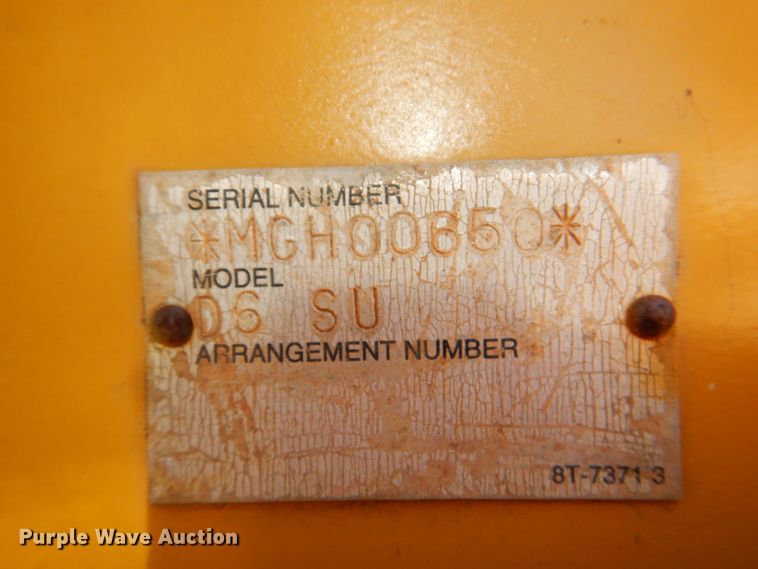 SERIAL NUMBER
*MGH00650*
MODEL
D6 SU
ARRANGEMENT NUMBER
8T-7371 3
Purple Wave Auction